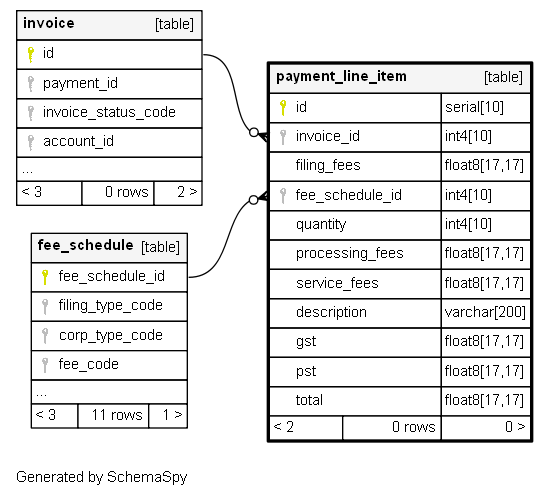 invoice [table]
id
payment_id
invoice_status_code
account_id
...
< 3 0 rows 2 >
fee_schedule [table]
fee_schedule_id
filing_type_code
corp_type_code
fee_code
...
< 3 11 rows 1 >
payment_line_item [table]
id serial[10]
invoice_id int4[10]
filing_fees float8[17,17]
fee_schedule_id int4[10]
quantity int4[10]
processing_fees float8[17,17]
service_fees float8[17,17]
description varchar[200]
gst float8[17,17]
pst float8[17,17]
total float8[17,17]
< 2 0 rows 0 >
Generated by SchemaSpy